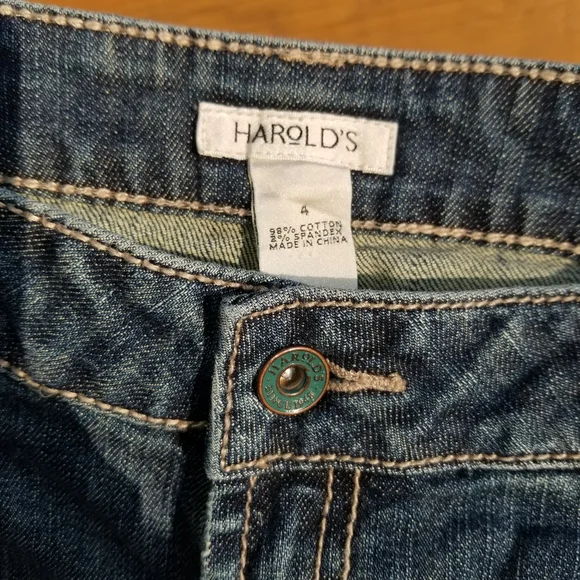 HAROLD'S
4
98% COTTON
2% SPANDEX
MADE IN CHINA
HAROLD'S